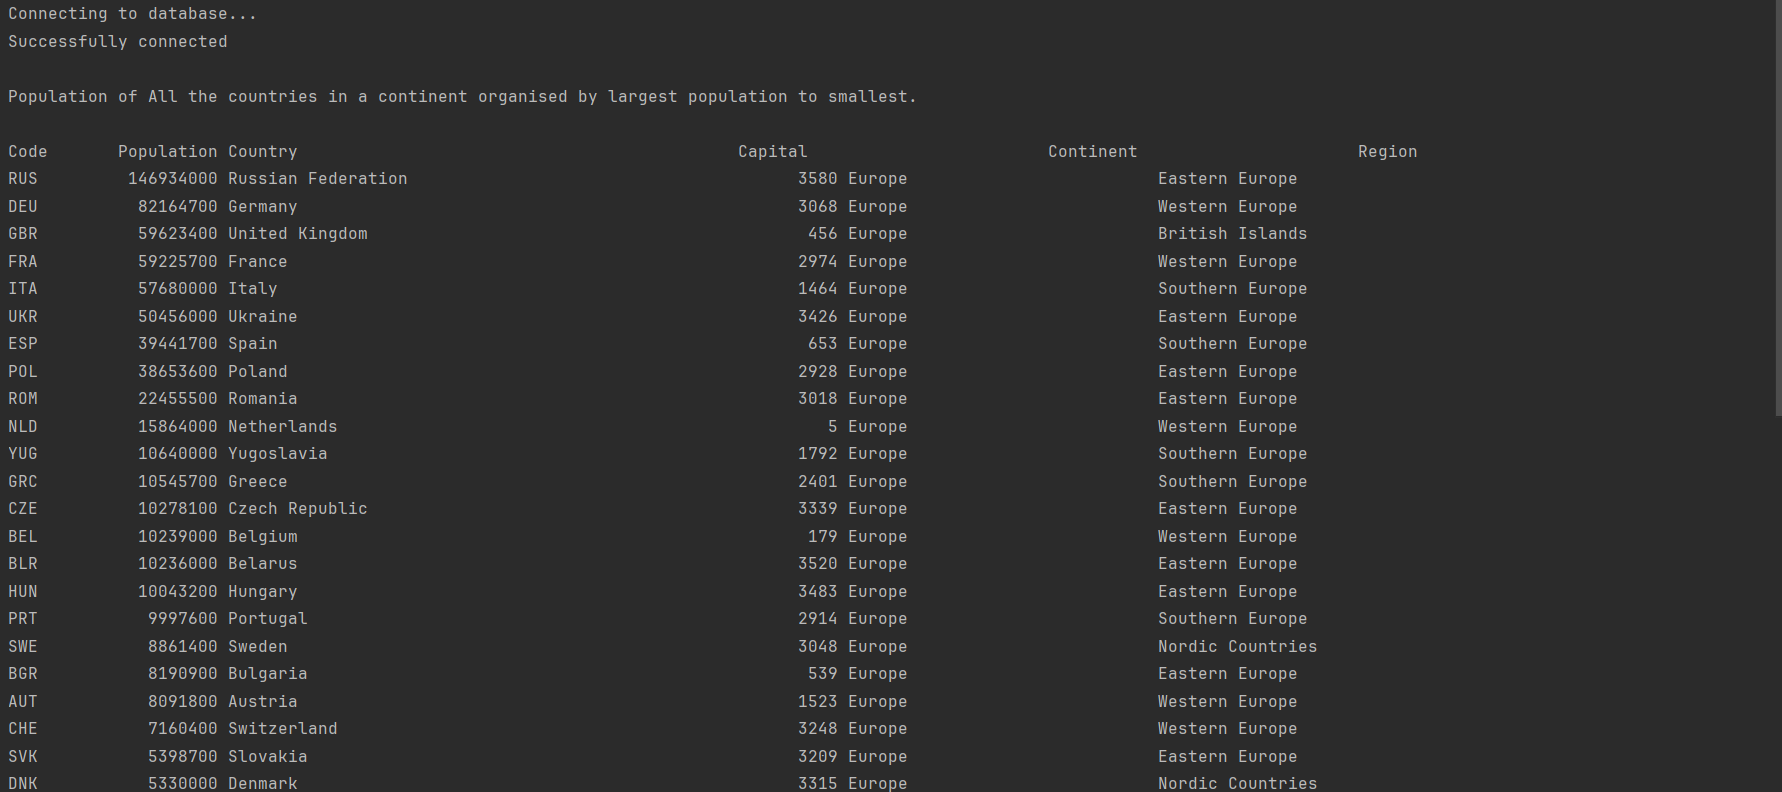 Connecting to database...
Successfully connected
Population of All the countries in a continent organised by largest population to smallest.
Code Population Country Capital Continent Region
RUS 146934000 Russian Federation 3580 Europe Eastern Europe
DEU 82164700 Germany 3068 Europe Western Europe
GBR 59623400 United Kingdom 456 Europe British Islands
FRA 59225700 France 2974 Europe Western Europe
ITA 57680000 Italy 1464 Europe Southern Europe
UKR 50456000 Ukraine 3426 Europe Eastern Europe
ESP 39441700 Spain 653 Europe Southern Europe
POL 38653600 Poland 2928 Europe Eastern Europe
ROM 22455500 Romania 3018 Europe Eastern Europe
NLD 15864000 Netherlands 5 Europe Western Europe
YUG 10640000 Yugoslavia 1792 Europe Southern Europe
GRC 10545700 Greece 2401 Europe Southern Europe
CZE 10278100 Czech Republic 3339 Europe Eastern Europe
BEL 10239000 Belgium 179 Europe Western Europe
BLR 10236000 Belarus 3520 Europe Eastern Europe
HUN 10043200 Hungary 3483 Europe Eastern Europe
PRT 9997600 Portugal 2914 Europe Southern Europe
SWE 8861400 Sweden 3048 Europe Nordic Countries
BGR 8190900 Bulgaria 539 Europe Eastern Europe
AUT 8091800 Austria 1523 Europe Western Europe
CHE 7160400 Switzerland 3248 Europe Western Europe
SVK 5398700 Slovakia 3209 Europe Eastern Europe
DNK 5330000 Denmark 3315 Europe Nordic Countries